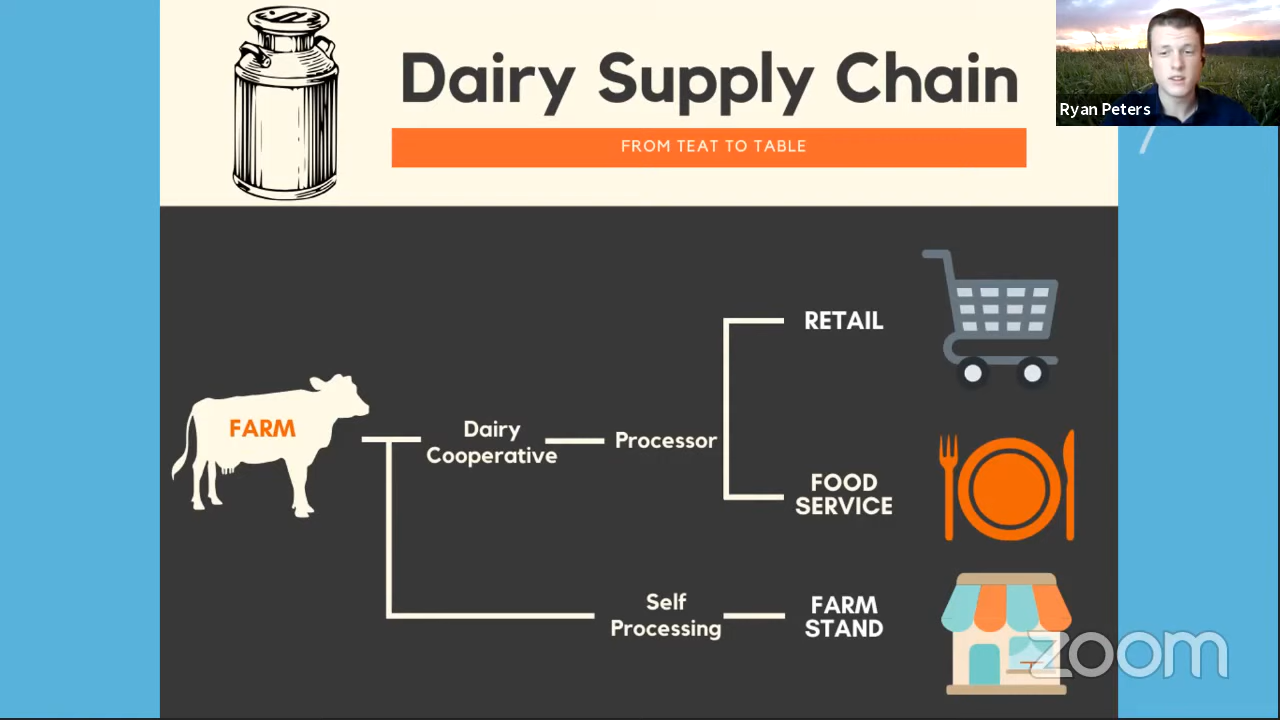 Dairy Supply Chain
FROM TEAT TO TABLE
Ryan Peters
FARM
Dairy
Cooperative
Processor
RETAIL
FOOD
SERVICE
Self
Processing
FARM
STAND
zoom